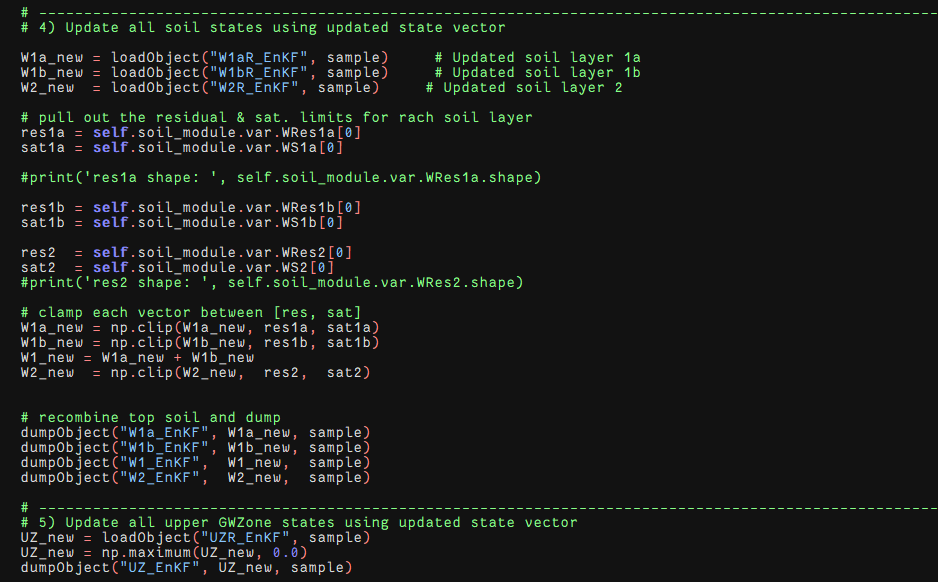 # ------------------------------------------------------------------------------------------------------
# 4) Update all soil states using updated state vector
W1a_new = loadObject("W1aR_EnKF", sample)     # Updated soil layer 1a
W1b_new = loadObject("W1bR_EnKF", sample)     # Updated soil layer 1b
W2_new  = loadObject("W2R_EnKF", sample)     # Updated soil layer 2
# pull out the residual & sat. limits for rach soil layer
res1a = self.soil_module.var.WRes1a[0]
sat1a = self.soil_module.var.WS1a[0]
#print('res1a shape: ', self.soil_module.var.WRes1a.shape)
res1b = self.soil_module.var.WRes1b[0]
sat1b = self.soil_module.var.WS1b[0]
res2  = self.soil_module.var.WRes2[0]
sat2  = self.soil_module.var.WS2[0]
#print('res2 shape: ', self.soil_module.var.WRes2.shape)
# clamp each vector between [res, sat]
W1a_new = np.clip(W1a_new, res1a, sat1a)
W1b_new = np.clip(W1b_new, res1b, sat1b)
W1_new = W1a_new + W1b_new
W2_new  = np.clip(W2_new,  res2,  sat2)
# recombine top soil and dump
dumpObject("W1a_EnKF", W1a_new, sample)
dumpObject("W1b_EnKF", W1b_new, sample)
dumpObject("W1_EnKF",  W1_new,  sample)
dumpObject("W2_EnKF",  W2_new,  sample)
# ------------------------------------------------------------------------------------------------------
# 5) Update all upper GWZone states using updated state vector
UZ_new = loadObject("UZR_EnKF", sample)
UZ_new = np.maximum(UZ_new, 0.0)
dumpObject("UZ_EnKF", UZ_new, sample)